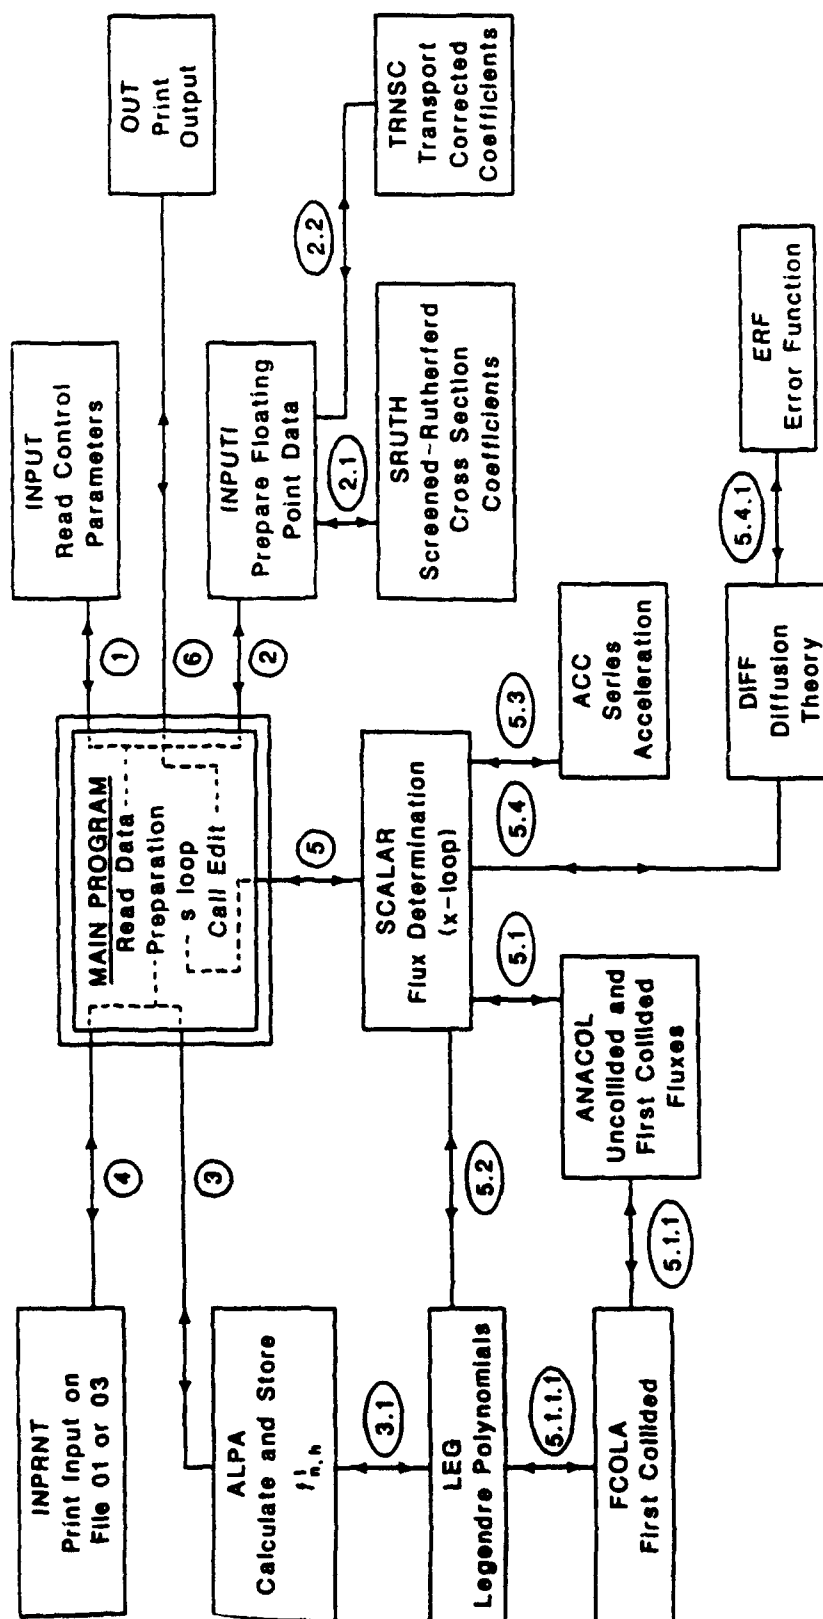 OUT
Print
Output
TRNSC
Transport
Corrected
Coefficients
2.2
INPUT
Read Control
Parameters
INPUTI
Prepare Floating
Point Data
2.1
SRUTH
Screened-Rutherferd
Cross Section
Coefficients
ERF
Error Function
5.4.1
1
6
2
MAIN PROGRAM
Read Data
Preparation
s loop
Call Edit
5
SCALAR
Flux Determination
(x-loop)
5.3
5.4
ACC
Series
Acceleration
DIFF
Diffusion
Theory
5.1
5.2
ANACOL
Uncollided and
First Collided
Fluxes
5.1.1
4
3
INPRNT
Print Input on
File 01 or 03
ALPA
Calculate and Store
3.1
LEG
Legendre Polynomials
5.1.1.1
FCOLA
First Collided